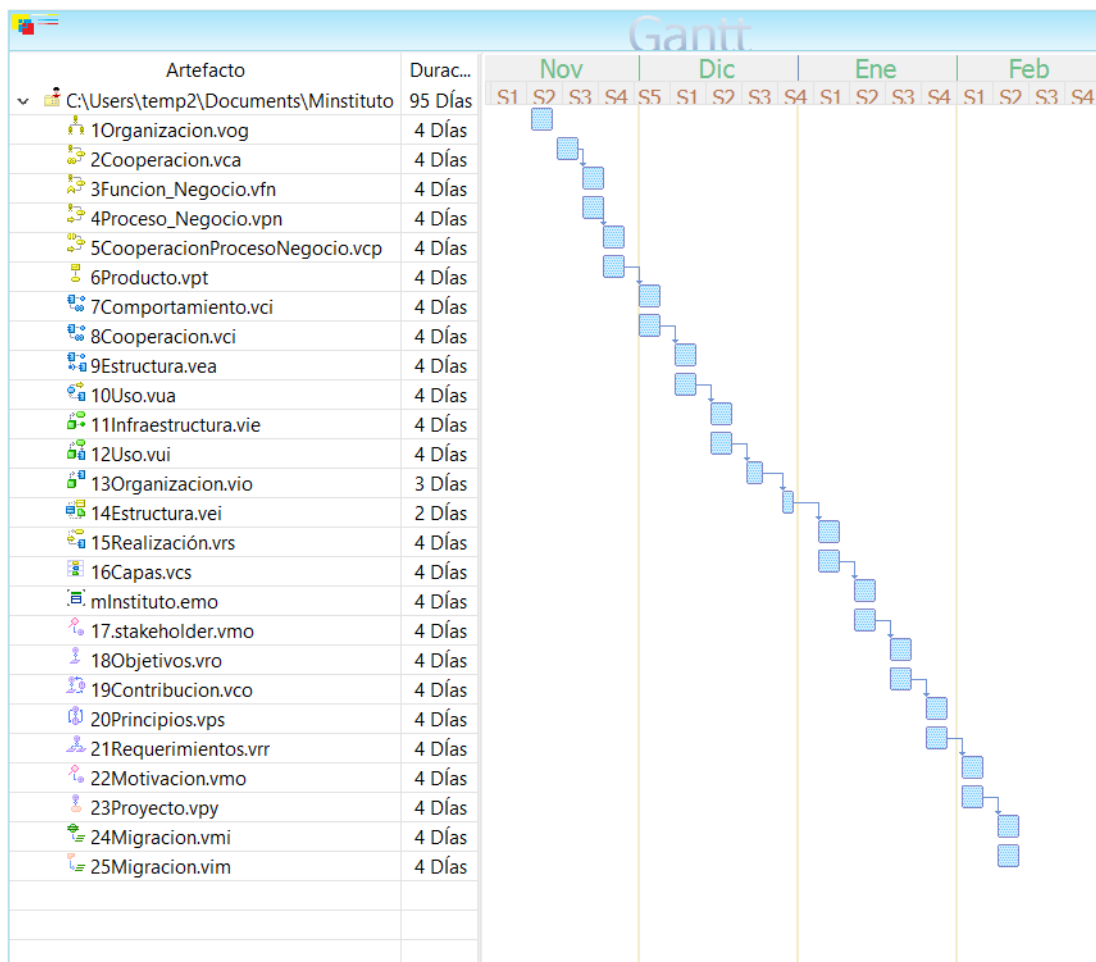 Gantt
Artefacto Durac... Nov Dic Ene Feb
C:\Users\temp2\Documents\Minstituto 95 Días S1 S2 S3 S4 S5 S1 S2 S3 S4 S1 S2 S3 S4 S1 S2 S3 S4
1Organizacion.vog 4 Días
2Cooperacion.vca 4 Días
3Funcion_Negocio.vfn 4 Días
4Proceso_Negocio.vpn 4 Días
5CooperacionProcesoNegocio.vcp 4 Días
6Producto.vpt 4 Días
7Comportamiento.vci 4 Días
8Cooperacion.vci 4 Días
9Estructura.vea 4 Días
10Uso.vua 4 Días
11Infraestructura.vie 4 Días
12Uso.vui 4 Días
13Organizacion.vio 3 Días
14Estructura.vei 2 Días
15Realización.vrs 4 Días
16Capas.vcs 4 Días
mInstituto.emo 4 Días
17.stakeholder.vmo 4 Días
18Objetivos.vro 4 Días
19Contribucion.vco 4 Días
20Principios.vps 4 Días
21Requerimientos.vrr 4 Días
22Motivacion.vmo 4 Días
23Proyecto.vpy 4 Días
24Migracion.vmi 4 Días
25Migracion.vim 4 Días